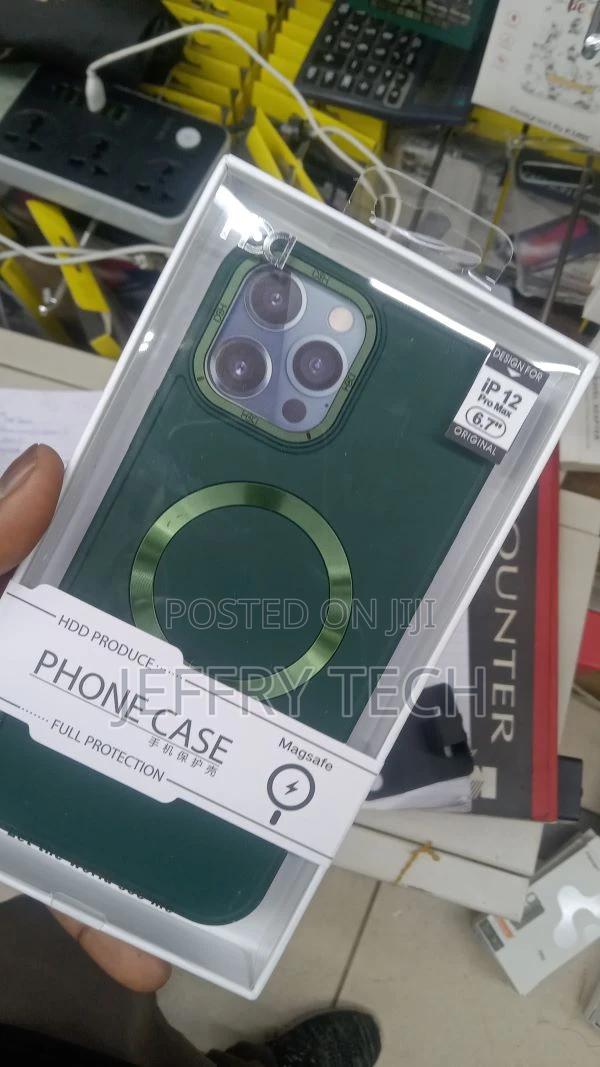 DESIGN FOR
iP 12
Pro Max
6.7"
ORIGINAL
POSTED ON JIJI
JEFFRY TECH
HDD PRODUCE......
PHONE CASE
手机保护壳
....... FULL PROTECTION
Magsafe
OUNTER